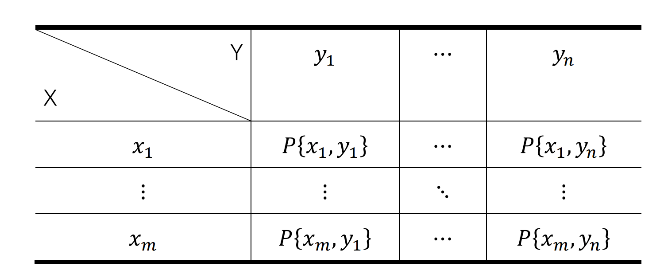 Y y₁ ⋯ yₙ
X
x₁ P{x₁, y₁} ⋯ P{x₁, yₙ}
⋮ ⋮ ⋱ ⋮
xₘ P{xₘ, y₁} ⋯ P{xₘ, yₙ}